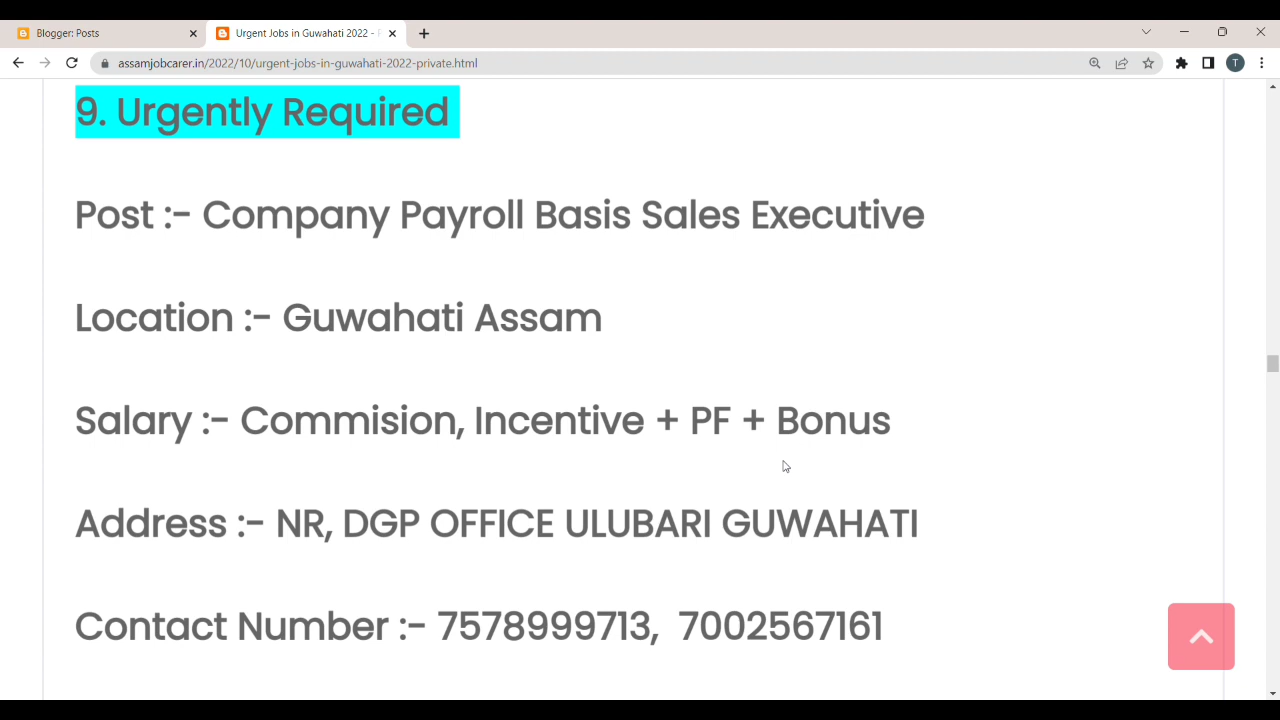 Blogger: Posts
Urgent Jobs in Guwahati 2022 -
assamjobcarer.in/2022/10/urgent-jobs-in-guwahati-2022-private.html
T
9. Urgently Required
Post :- Company Payroll Basis Sales Executive
Location :- Guwahati Assam
Salary :- Commision, Incentive + PF + Bonus
Address :- NR, DGP OFFICE ULUBARI GUWAHATI
Contact Number :- 7578999713, 7002567161